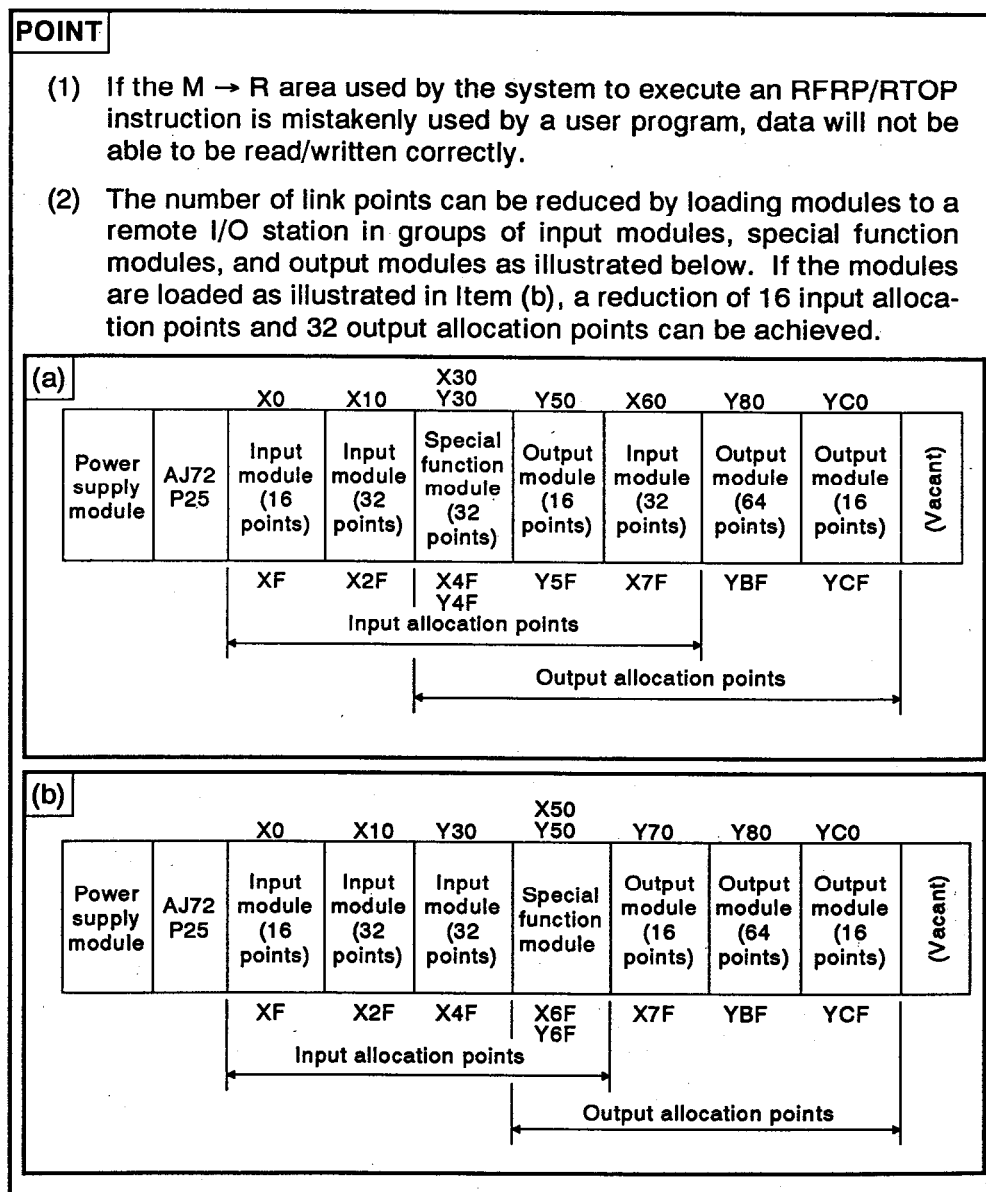 POINT
(1) If the M → R area used by the system to execute an RFRP/RTOP
instruction is mistakenly used by a user program, data will not be
able to be read/written correctly.
(2) The number of link points can be reduced by loading modules to a
remote I/O station in groups of input modules, special function
modules, and output modules as illustrated below. If the modules
are loaded as illustrated in Item (b), a reduction of 16 input alloca-
tion points and 32 output allocation points can be achieved.
(a)
X30
X0 X10 Y30 Y50 X60 Y80 YC0
Power supply module
AJ72 P25
Input module (16 points)
Input module (32 points)
Special function module (32 points)
Output module (16 points)
Input module (32 points)
Output module (64 points)
Output module (16 points)
(Vacant)
XF X2F X4F Y5F X7F YBF YCF
Y4F
Input allocation points
Output allocation points
(b)
X50
X0 X10 Y30 Y50 Y70 Y80 YC0
Power supply module
AJ72 P25
Input module (16 points)
Input module (32 points)
Input module (32 points)
Special function module
Output module (16 points)
Output module (64 points)
Output module (16 points)
(Vacant)
XF X2F X4F X6F X7F YBF YCF
Y6F
Input allocation points
Output allocation points